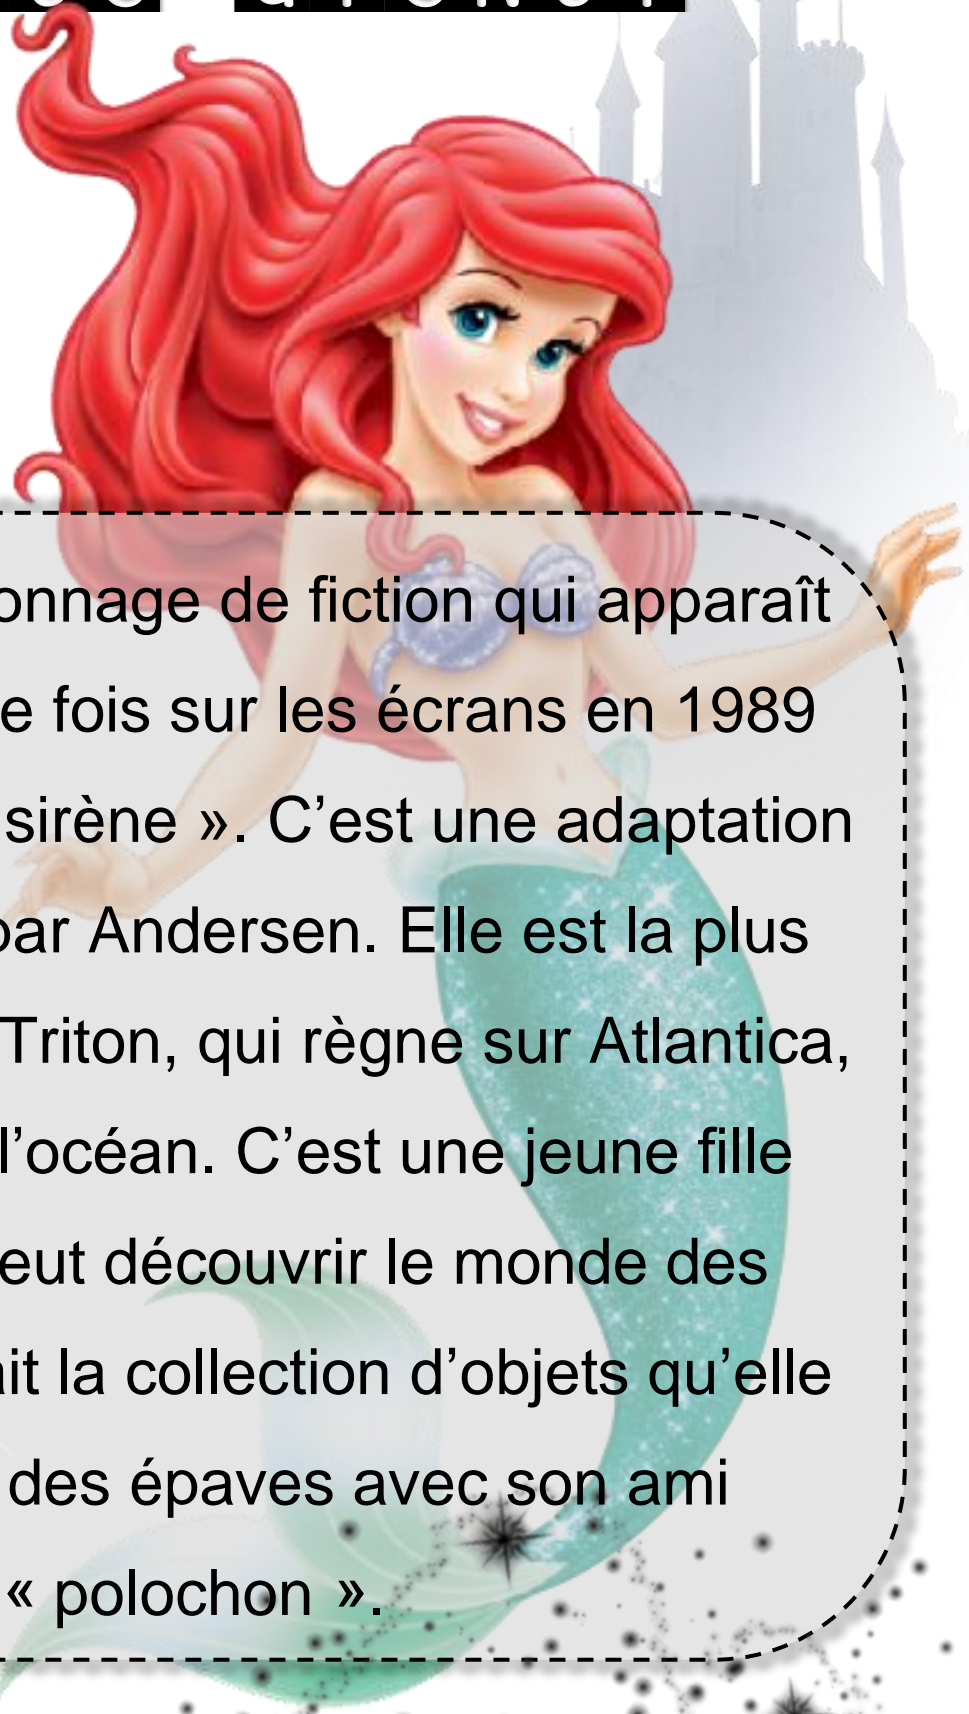 onnage de fiction qui apparaît
e fois sur les écrans en 1989
sirène ». C’est une adaptation
par Andersen. Elle est la plus
Triton, qui règne sur Atlantica,
l’océan. C’est une jeune fille
eut découvrir le monde des
ait la collection d’objets qu’elle
des épaves avec son ami
« polochon ».